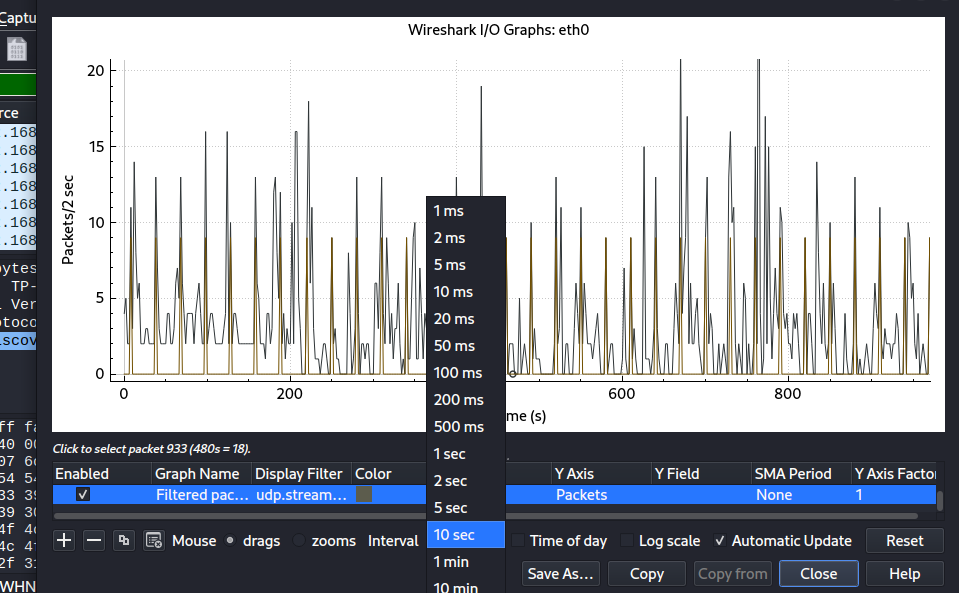 Captu
Wireshark I/O Graphs: eth0
rce
.168
.168
.168
.168
.168
.168
.168
ytes
TP-
Ver
otoco
iscov
ff fa
40 00
07 6
54 54
33 39
39 30
4f 4
4c 4
2f 31
WHN
Packets/2 sec
20
15
10
5
0
0
200
600
800
me (s)
1 ms
2 ms
5 ms
10 ms
20 ms
50 ms
100 ms
200 ms
500 ms
1 sec
2 sec
5 sec
10 sec
1 min
10 min
Click to select packet 933 (480s = 18).
Enabled Graph Name Display Filter Color Y Axis Y Field SMA Period Y Axis Factor
Filtered pac… udp.stream… Packets None 1
Mouse drags zooms Interval Time of day Log scale Automatic Update Reset
Save As… Copy Copy from Close Help